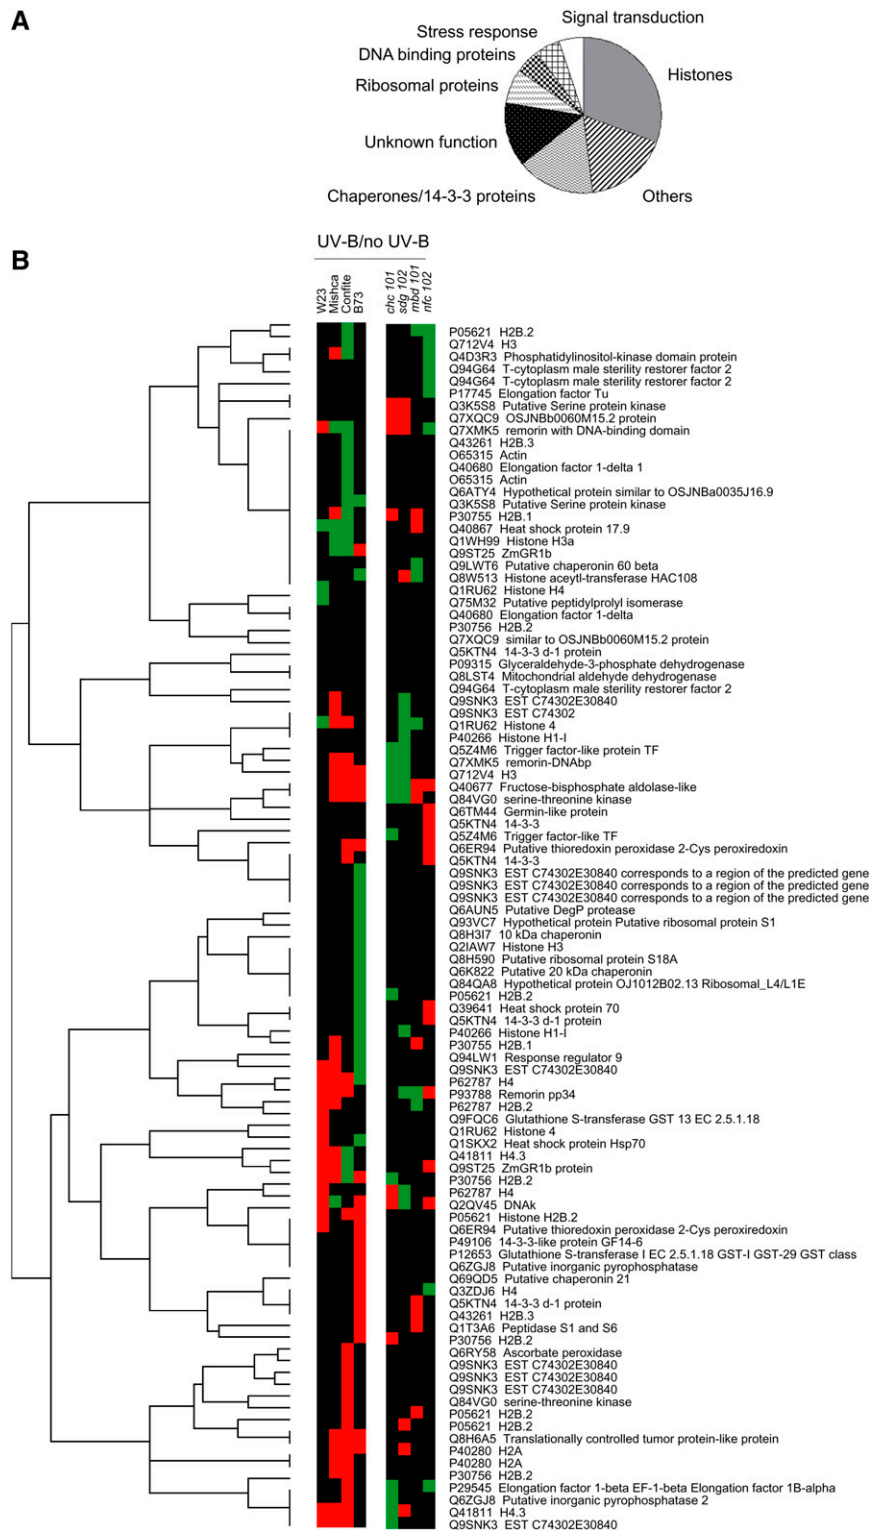 A
Signal transduction
Stress response
DNA binding proteins
Histones
Ribosomal proteins
Unknown function
Chaperones/14-3-3 proteins
Others
B
UV-B/no UV-B
W23
Mishca
Confite
B73
chc 101
sdg 102
mbd 101
nfc 102
P05621 H2B.2
Q712V4 H3
Q4D3R3 Phosphatidylinositol-kinase domain protein
Q94G64 T-cytoplasm male sterility restorer factor 2
Q94G64 T-cytoplasm male sterility restorer factor 2
P17745 Elongation factor Tu
Q3K5S8 Putative Serine protein kinase
Q7XQC9 OSJNBb0060M15.2 protein
Q7XMK5 remorin with DNA-binding domain
Q43261 H2B.3
O65315 Actin
Q40680 Elongation factor 1-delta 1
O65315 Actin
Q6ATY4 Hypothetical protein similar to OSJNBa0035J16.9
Q3K5S8 Putative Serine protein kinase
P30755 H2B.1
Q40867 Heat shock protein 17.9
Q1WH99 Histone H3a
Q9ST25 ZmGR1b
Q9LWT6 Putative chaperonin 60 beta
Q8W513 Histone aceytl-transferase HAC108
Q1RU62 Histone H4
Q75M32 Putative peptidylprolyl isomerase
Q40680 Elongation factor 1-delta
P30756 H2B.2
Q7XQC9 similar to OSJNBb0060M15.2 protein
Q5KTN4 14-3-3 d-1 protein
P09315 Glyceraldehyde-3-phosphate dehydrogenase
Q8LST4 Mitochondrial aldehyde dehydrogenase
Q94G64 T-cytoplasm male sterility restorer factor 2
Q9SNK3 EST C74302E30840
Q9SNK3 EST C74302
Q1RU62 Histone 4
P40266 Histone H1-I
Q5Z4M6 Trigger factor-like protein TF
Q7XMK5 remorin-DNAbp
Q712V4 H3
Q40677 Fructose-bisphosphate aldolase-like
Q84VG0 serine-threonine kinase
Q6TM44 Germin-like protein
Q5KTN4 14-3-3
Q5Z4M6 Trigger factor-like TF
Q6ER94 Putative thioredoxin peroxidase 2-Cys peroxiredoxin
Q5KTN4 14-3-3
Q9SNK3 EST C74302E30840 corresponds to a region of the predicted gene
Q9SNK3 EST C74302E30840 corresponds to a region of the predicted gene
Q9SNK3 EST C74302E30840 corresponds to a region of the predicted gene
Q6AUN5 Putative DegP protease
Q93VC7 Hypothetical protein Putative ribosomal protein S1
Q8H3I7 10 kDa chaperonin
Q2IAW7 Histone H3
Q8H590 Putative ribosomal protein S18A
Q6K822 Putative 20 kDa chaperonin
Q84QA8 Hypothetical protein OJ1012B02.13 Ribosomal_L4/L1E
P05621 H2B.2
Q39641 Heat shock protein 70
Q5KTN4 14-3-3 d-1 protein
P40266 Histone H1-I
P30755 H2B.1
Q94LW1 Response regulator 9
Q9SNK3 EST C74302E30840
P62787 H4
P93788 Remorin pp34
P62787 H2B.2
Q9FQC6 Glutathione S-transferase GST 13 EC 2.5.1.18
Q1RU62 Histone 4
Q1SKX2 Heat shock protein Hsp70
Q41811 H4.3
Q9ST25 ZmGR1b protein
P30756 H2B.2
P62787 H4
Q2QV45 DNAk
P05621 Histone H2B.2
Q6ER94 Putative thoredoxin peroxidase 2-Cys peroxiredoxin
P49106 14-3-3-like protein GF14-6
P12653 Glutathione S-transferase I EC 2.5.1.18 GST-I GST-29 GST class
Q6ZGJ8 Putative inorganic pyrophosphatase
Q69QD5 Putative chaperonin 21
Q3ZDJ6 H4
Q5KTN4 14-3-3 d-1 protein
Q43261 H2B.3
Q1T3A6 Peptidase S1 and S6
P30756 H2B.2
Q6RY58 Ascorbate peroxidase
Q9SNK3 EST C74302E30840
Q9SNK3 EST C74302E30840
Q9SNK3 EST C74302E30840
Q84VG0 serine-threonine kinase
P05621 H2B.2
P05621 H2B.2
Q8H6A5 Translationally controlled tumor protein-like protein
P40280 H2A
P40280 H2A
P30756 H2B.2
P29545 Elongation factor 1-beta EF-1-beta Elongation factor 1B-alpha
Q6ZGJ8 Putative inorganic pyrophosphatase 2
Q41811 H4.3
Q9SNK3 EST C74302E30840